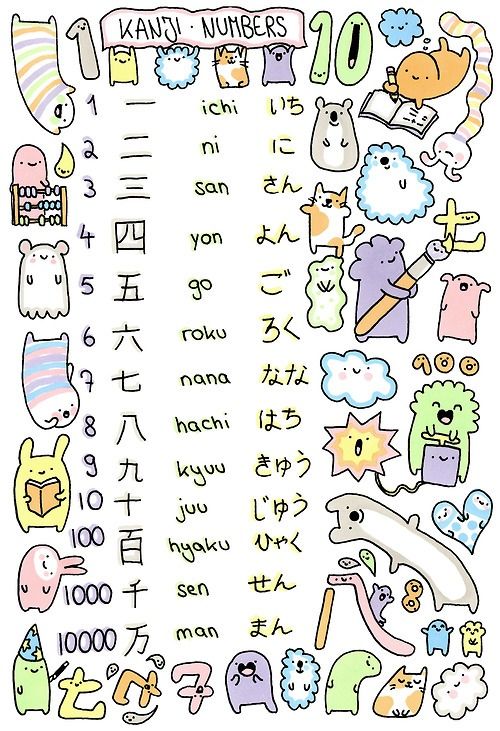 1 KANJI · NUMBERS 10
1 一 ichi いち
2 二 ni に
3 三 san さん
4 四 yon よん
5 五 go ご
6 六 roku ろく
7 七 nana なな
8 八 hachi はち
9 九 kyuu きゅう
10 十 juu じゅう
100 百 hyaku ひゃく
1000 千 sen せん
10000 万 man まん
七
100
8
七